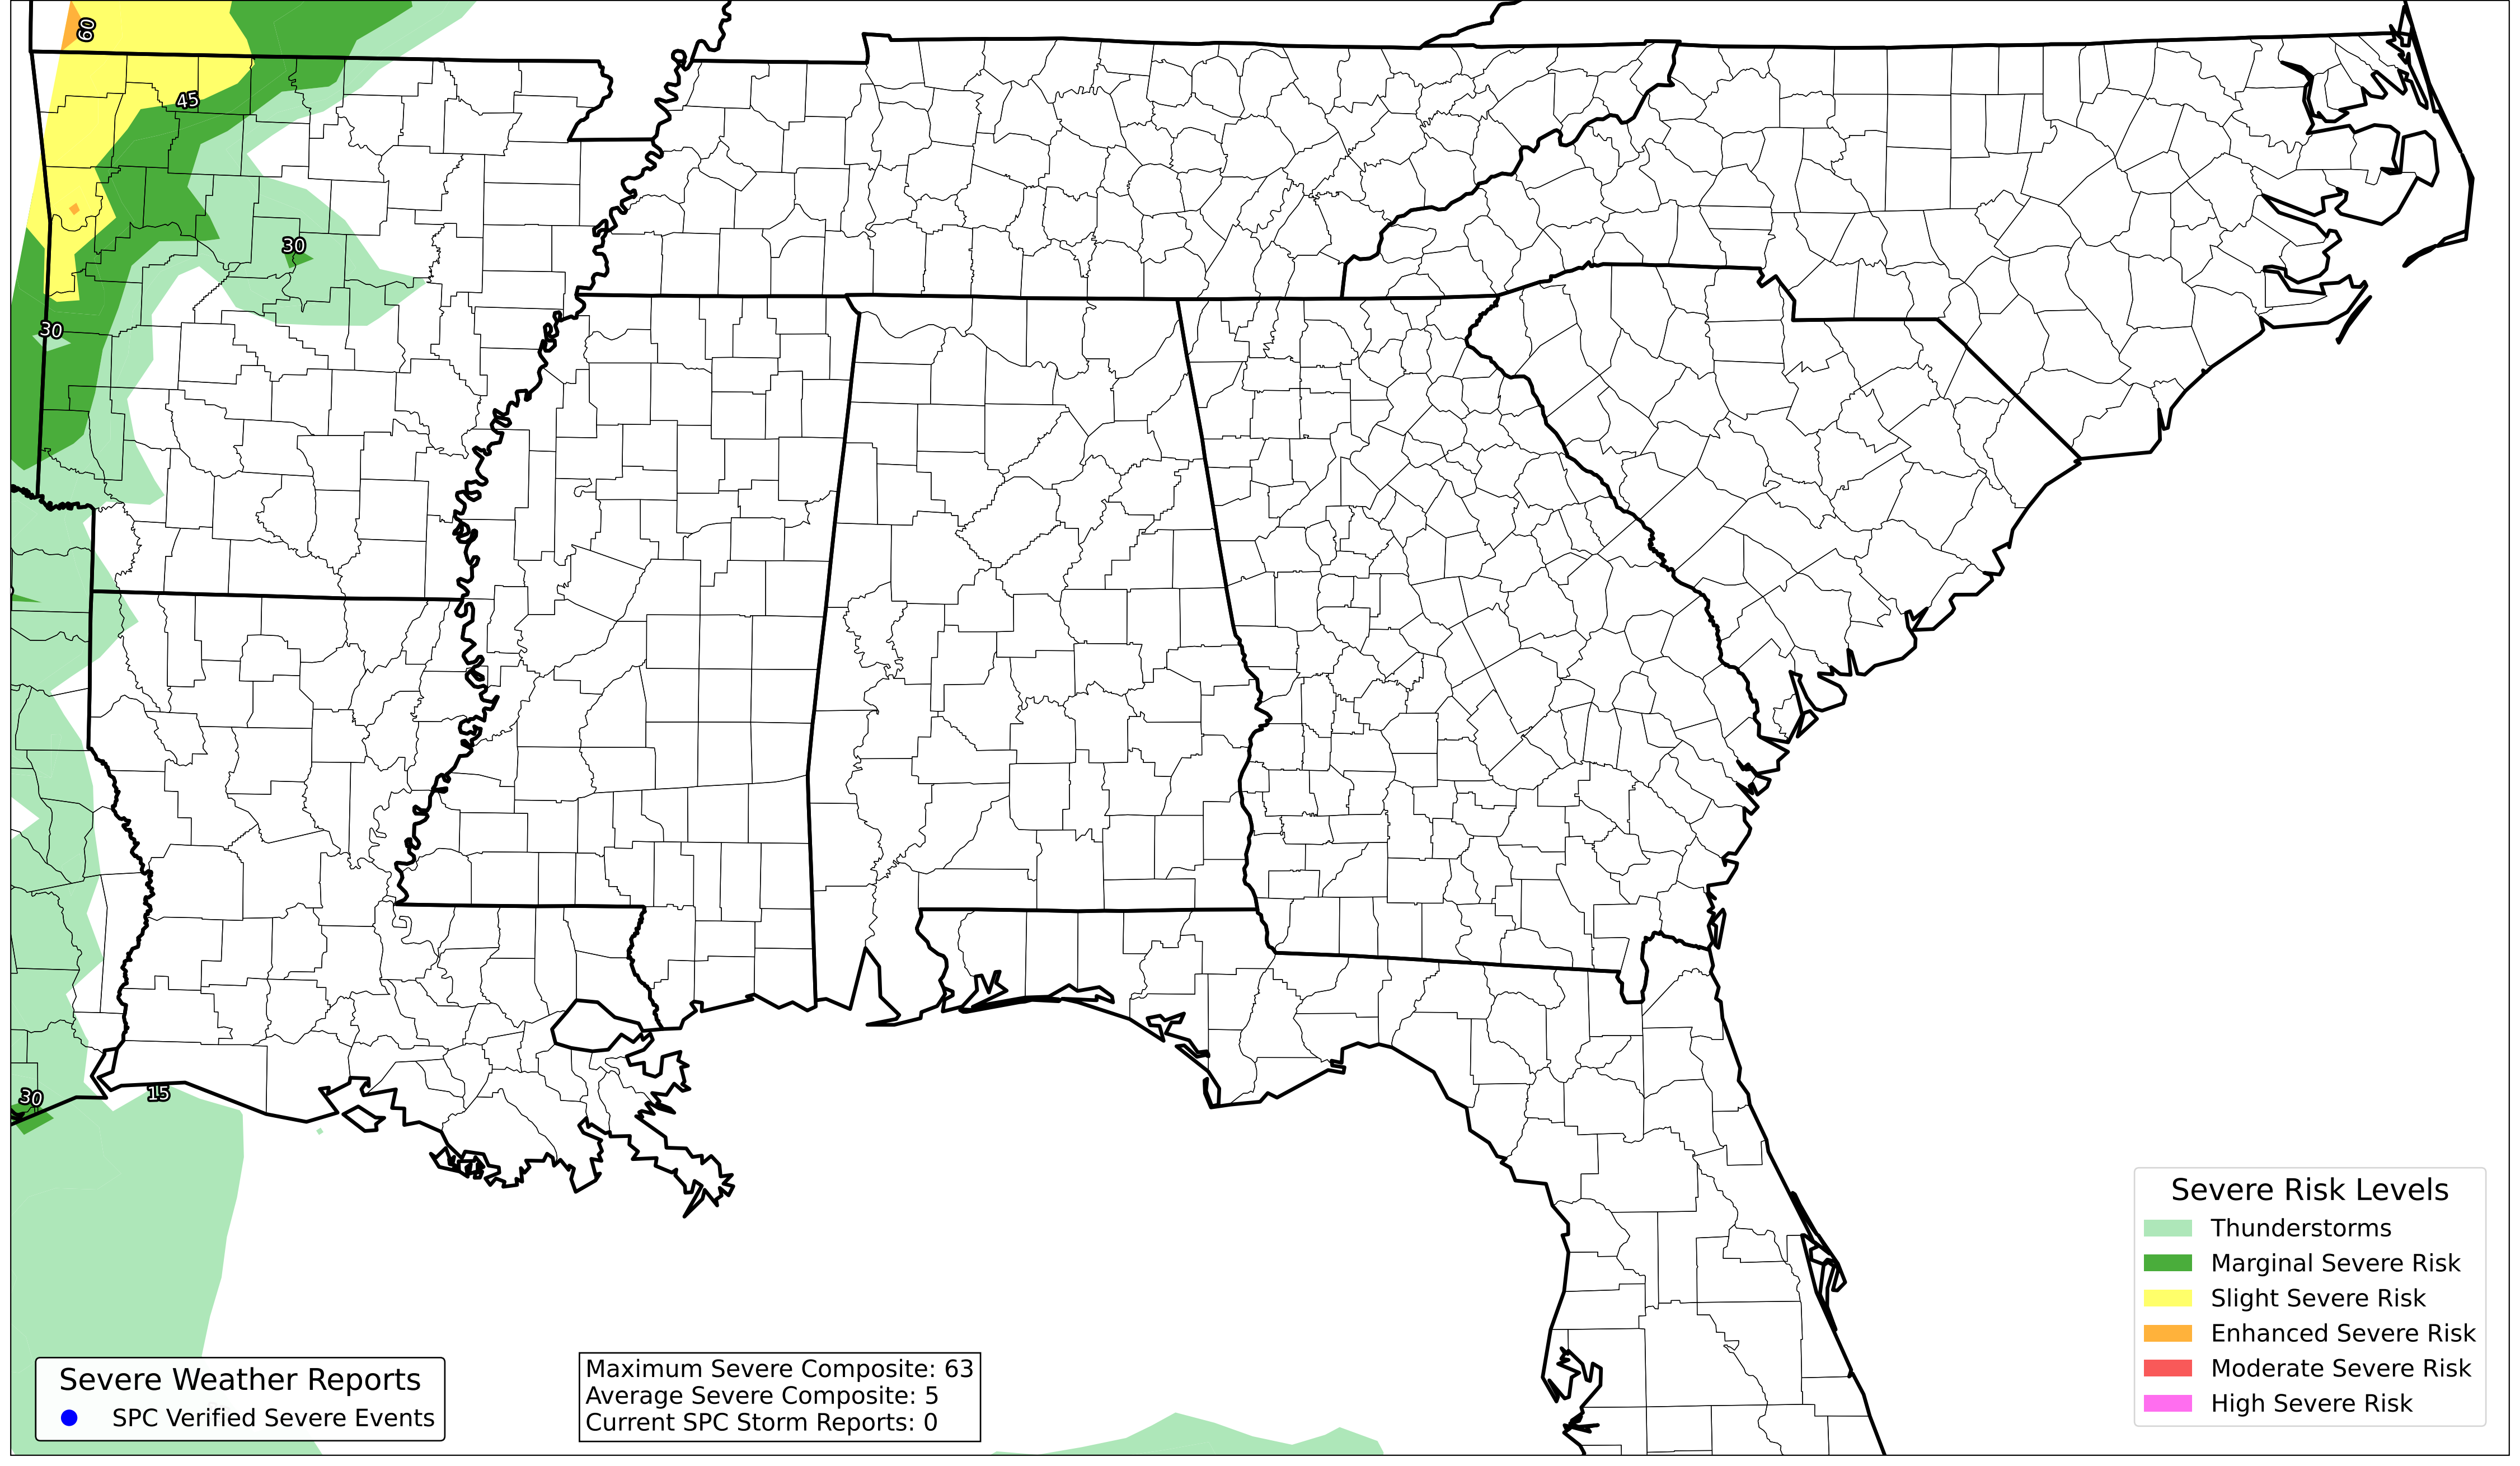 60
45
30
30
30
15
Severe Weather Reports
SPC Verified Severe Events
Maximum Severe Composite: 63
Average Severe Composite: 5
Current SPC Storm Reports: 0
Severe Risk Levels
Thunderstorms
Marginal Severe Risk
Slight Severe Risk
Enhanced Severe Risk
Moderate Severe Risk
High Severe Risk